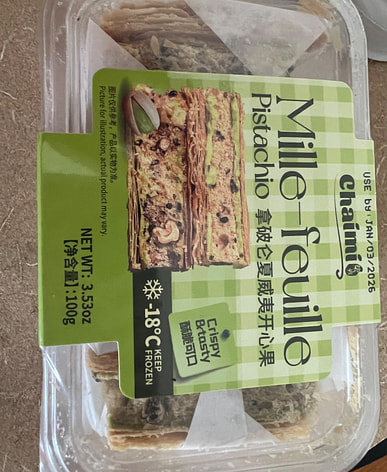 USE by: JAN/03/2026
Chaimi
Mille-feuille
Pistachio 拿破仑夏威夷开心果
图片仅供参考，产品以实物为准。
Picture for illustration, actual product may vary.
Crispy
&tasty
酥脆可口
-18°C KEEP
FROZEN
NET WT: 3.53oz
【净含量】:100g